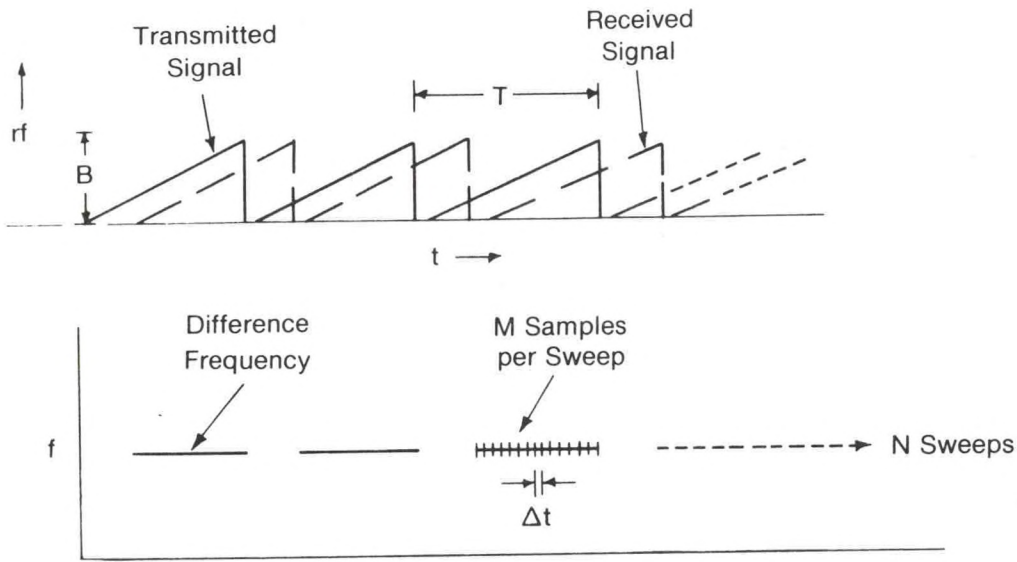 Transmitted
Signal
Received
Signal
rf
T
B
t
Difference
Frequency
M Samples
per Sweep
f
N Sweeps
Δt